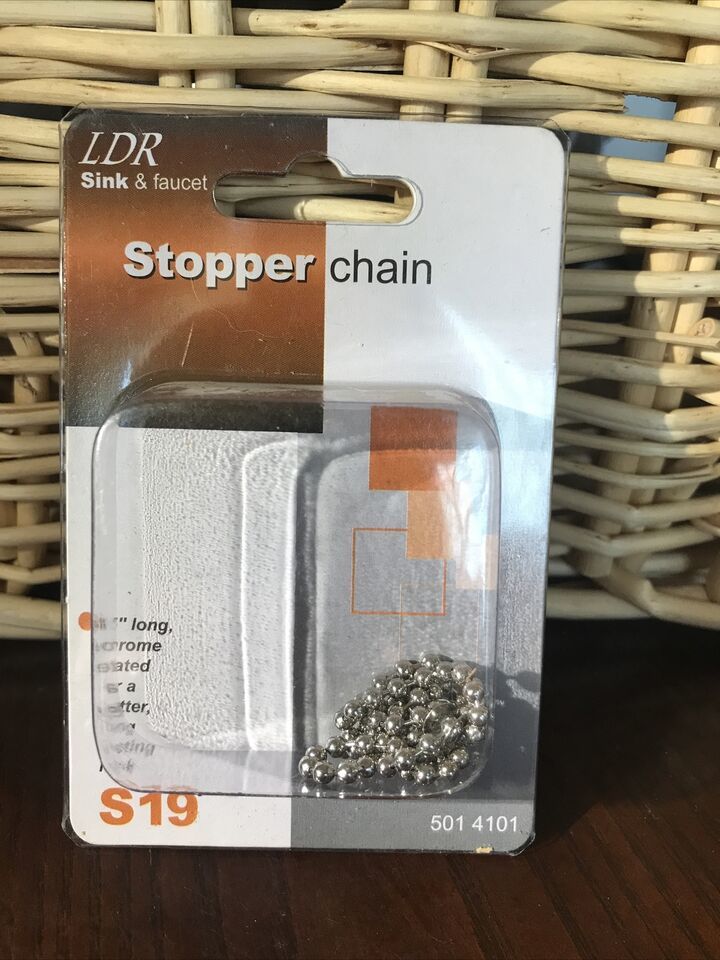 LDR
Sink & faucet
Stopper chain
" long,
a
S19
501 4101